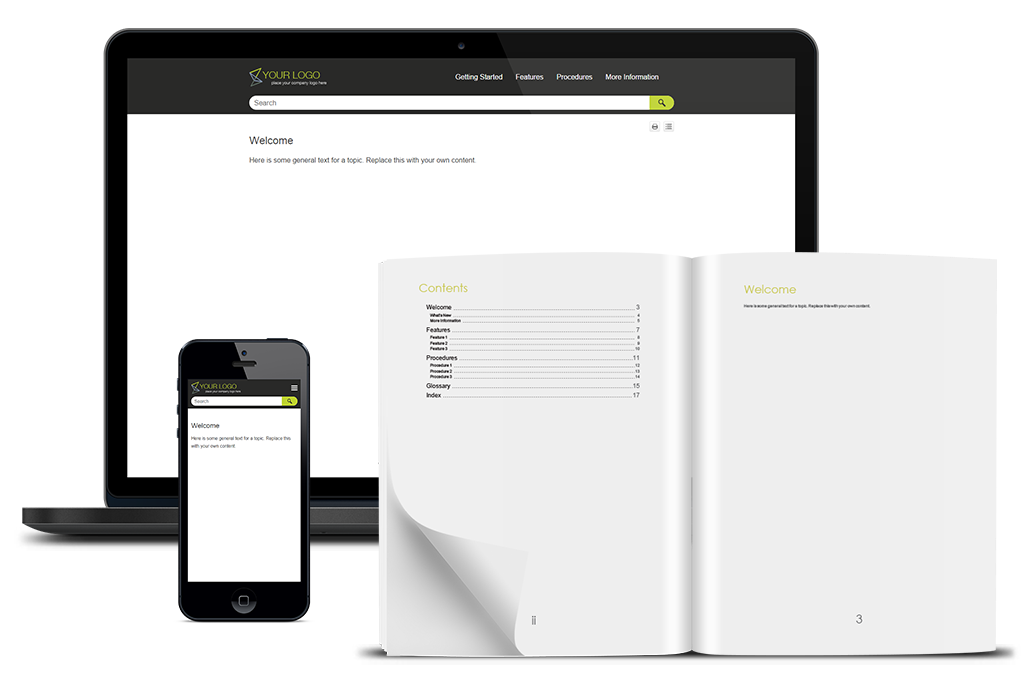 YOUR LOGO
place your company logo here
Getting Started Features Procedures More Information
Search
Welcome
Here is some general text for a topic. Replace this with your own content.
YOUR LOGO
place your company logo here
Search
Welcome
Here is some general text for a topic. Replace this
with your own content
Contents
Welcome 3
What's New 4
More Information 5
Features 7
Feature 1 8
Feature 2 9
Feature 3 10
Procedures 11
Procedure 1 12
Procedure 2 13
Procedure 3 14
Glossary 15
Index 17
ii
Welcome
Here is some general text for a topic. Replace this with your own content.
3